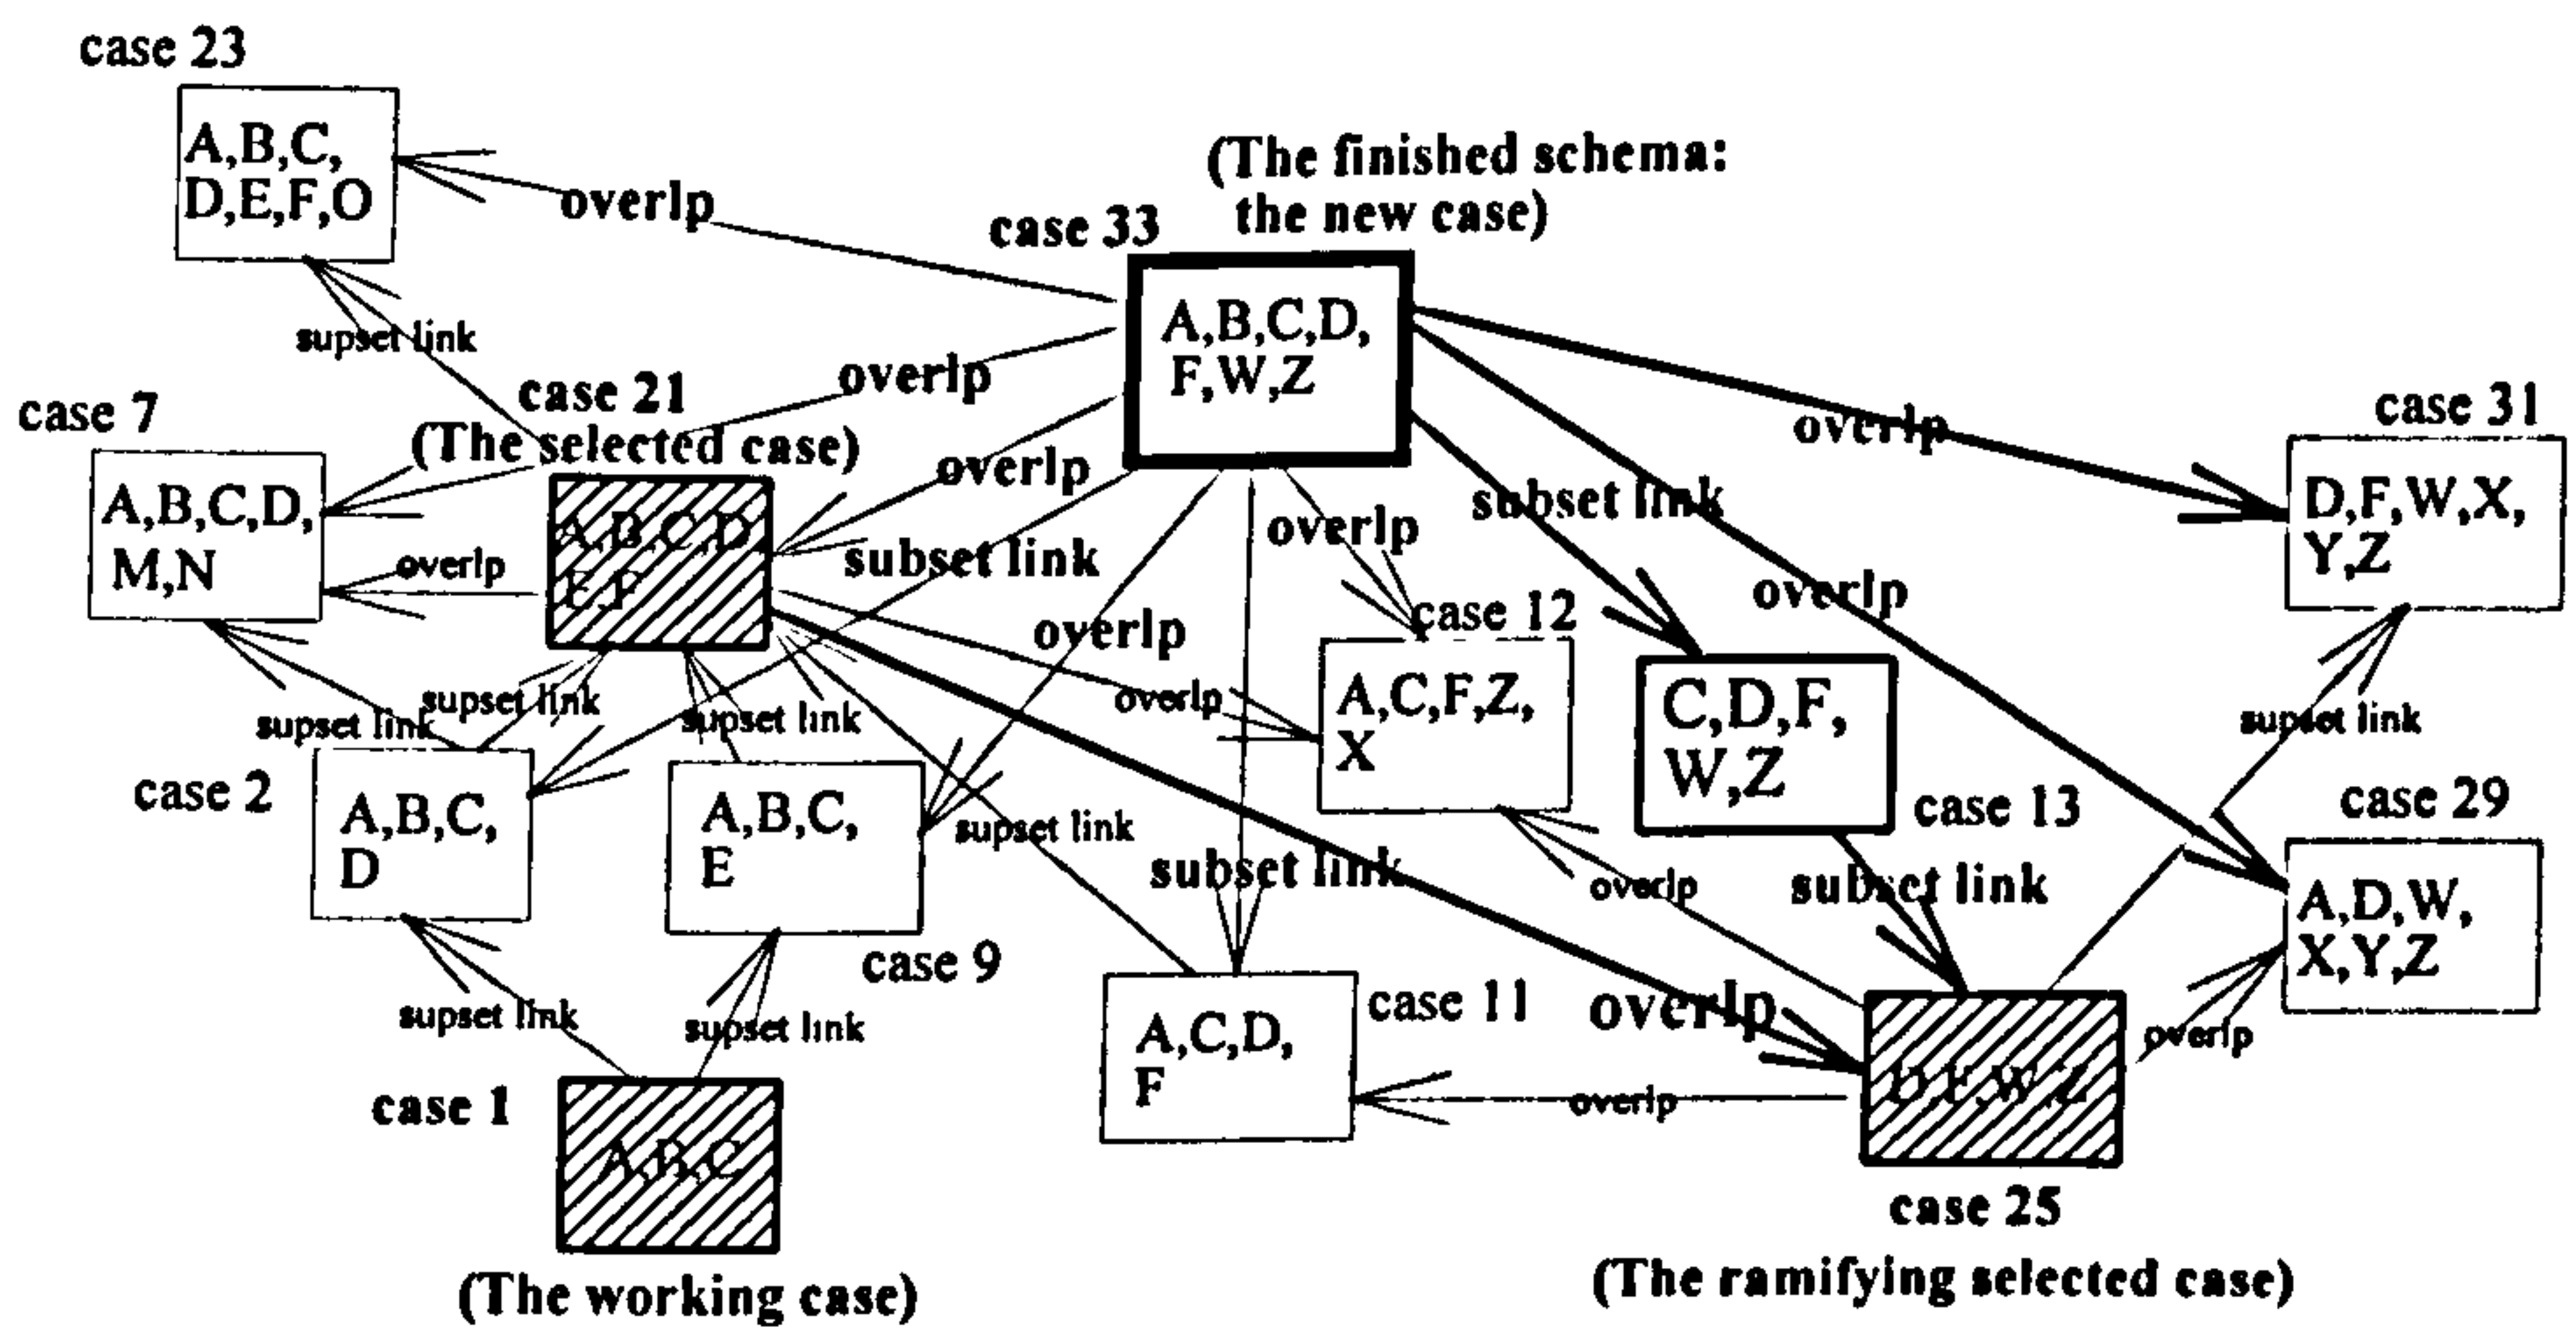 case 23
A,B,C,
D,E,F,O
overlp
(The finished schema:
the new case)
case 33
A,B,C,D,
F,W,Z
supset link
case 21
(The selected case)
overlp
case 7
A,B,C,D,
M,N
overlp
A,B,C,D
E,F
overlp
subset link
overlp
subset link
overlp
case 31
D,F,W,X,
Y,Z
overlp
overlp
case 12
A,C,F,Z,
X
C,D,F,
W,Z
case 13
supset link
supset link
supset link
overlp
supset link
case 29
A,D,W,
X,Y,Z
case 2
A,B,C,
D
A,B,C,
E
case 9
supset link
subset link
overlp
subset link
supset link
supset link
A,C,D,
F
case 11
overlp
overlp
overlp
D,F,W,Z
case 1
A,B,C
case 25
(The working case)
(The ramifying selected case)